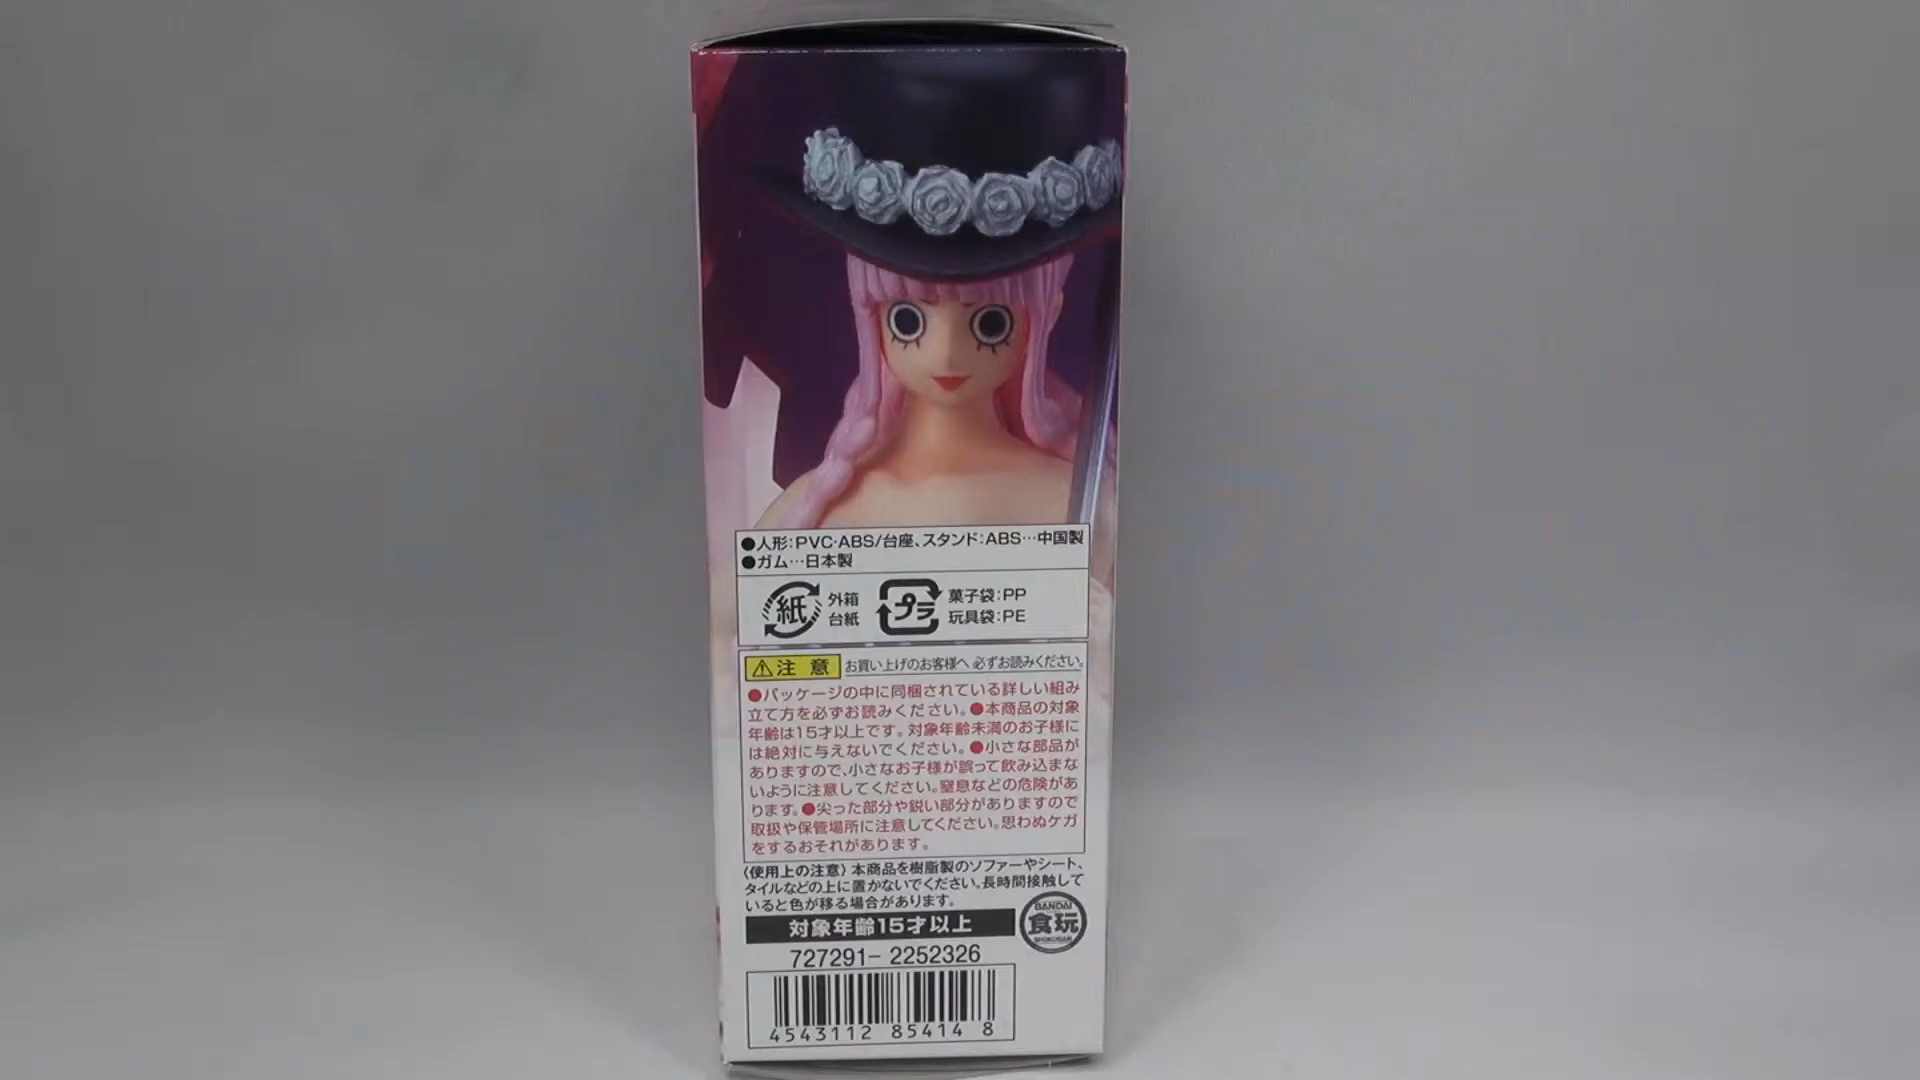 ●人形:PVC･ABS/台座、スタンド:ABS…中国製
●ガム…日本製
紙
外箱
台紙
プラ
菓子袋:PP
玩具袋:PE
⚠注意 お買い上げのお客様へ 必ずお読みください。
●パッケージの中に同梱されている詳しい組み
立て方を必ずお読みください。●本商品の対象
年齢は15才以上です。対象年齢未満のお子様に
は絶対に与えないでください。●小さな部品が
ありますので、小さなお子様が誤って飲み込まな
いように注意してください。窒息などの危険があ
ります。●尖った部分や鋭い部分がありますので
取扱や保管場所に注意してください。思わぬケガ
をするおそれがあります。
〈使用上の注意〉本商品を樹脂製のソファーやシート、
タイルなどの上に置かないでください。長時間接触して
いると色が移る場合があります。
対象年齢15才以上
BANDAI
食玩
SHOKUGAN
727291-2252326
4543112 85414 8